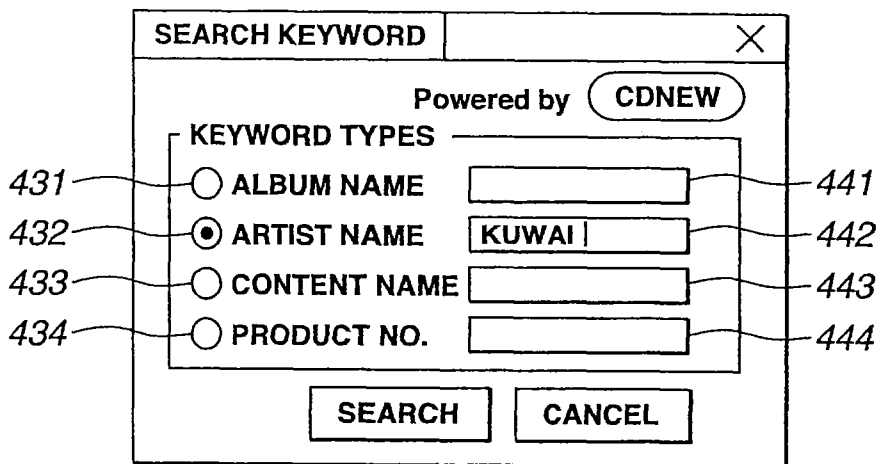 SEARCH KEYWORD
Powered by CDNEW
KEYWORD TYPES
431 ALBUM NAME 441
432 ARTIST NAME KUWAI 442
433 CONTENT NAME 443
434 PRODUCT NO. 444
SEARCH CANCEL